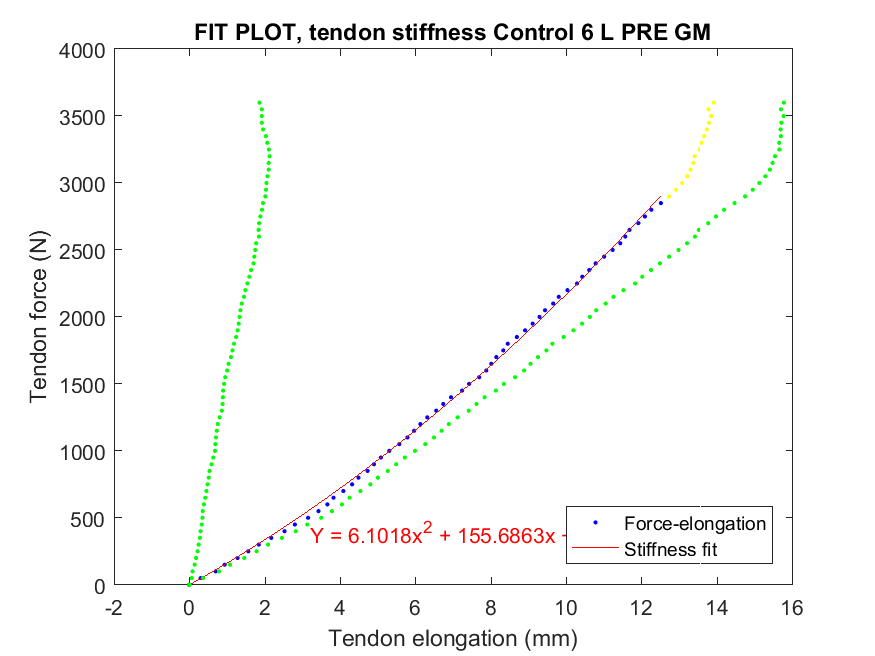 FIT PLOT, tendon stiffness Control 6 L PRE GM
4000
3500
3000
2500
2000
1500
1000
500
0
Tendon force (N)
Y = 6.1018x² + 155.6863x
Force-elongation
Stiffness fit
-2 0 2 4 6 8 10 12 14 16
Tendon elongation (mm)